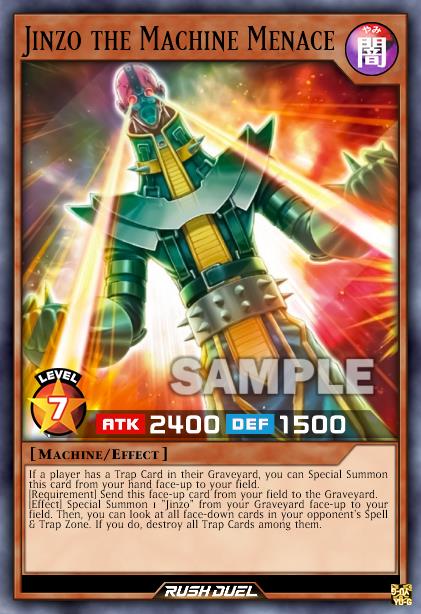 JINZO THE MACHINE MENACE
やみ
闇
SAMPLE
LEVEL
7
ATK 2400 DEF 1500
[MACHINE/EFFECT]
If a player has a Trap Card in their Graveyard, you can Special Summon
this card from your hand face-up to your field.
[Requirement] Send this face-up card from your field to the Graveyard.
[Effect] Special Summon 1 "Jinzo" from your Graveyard face-up to your
field. Then, you can look at all face-down cards in your opponent's Spell
& Trap Zone. If you do, destroy all Trap Cards among them.
RUSH DUEL